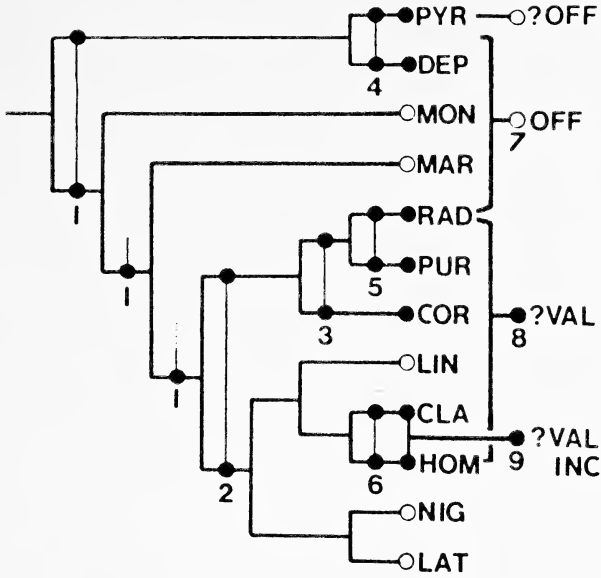 PYR ?OFF
DEP
4
MON
7 OFF
MAR
1
RAD
PUR
5
1
COR
3
8 ?VAL
LIN
1
CLA
HOM
2
6
9 ?VAL
INC
NIG
LAT